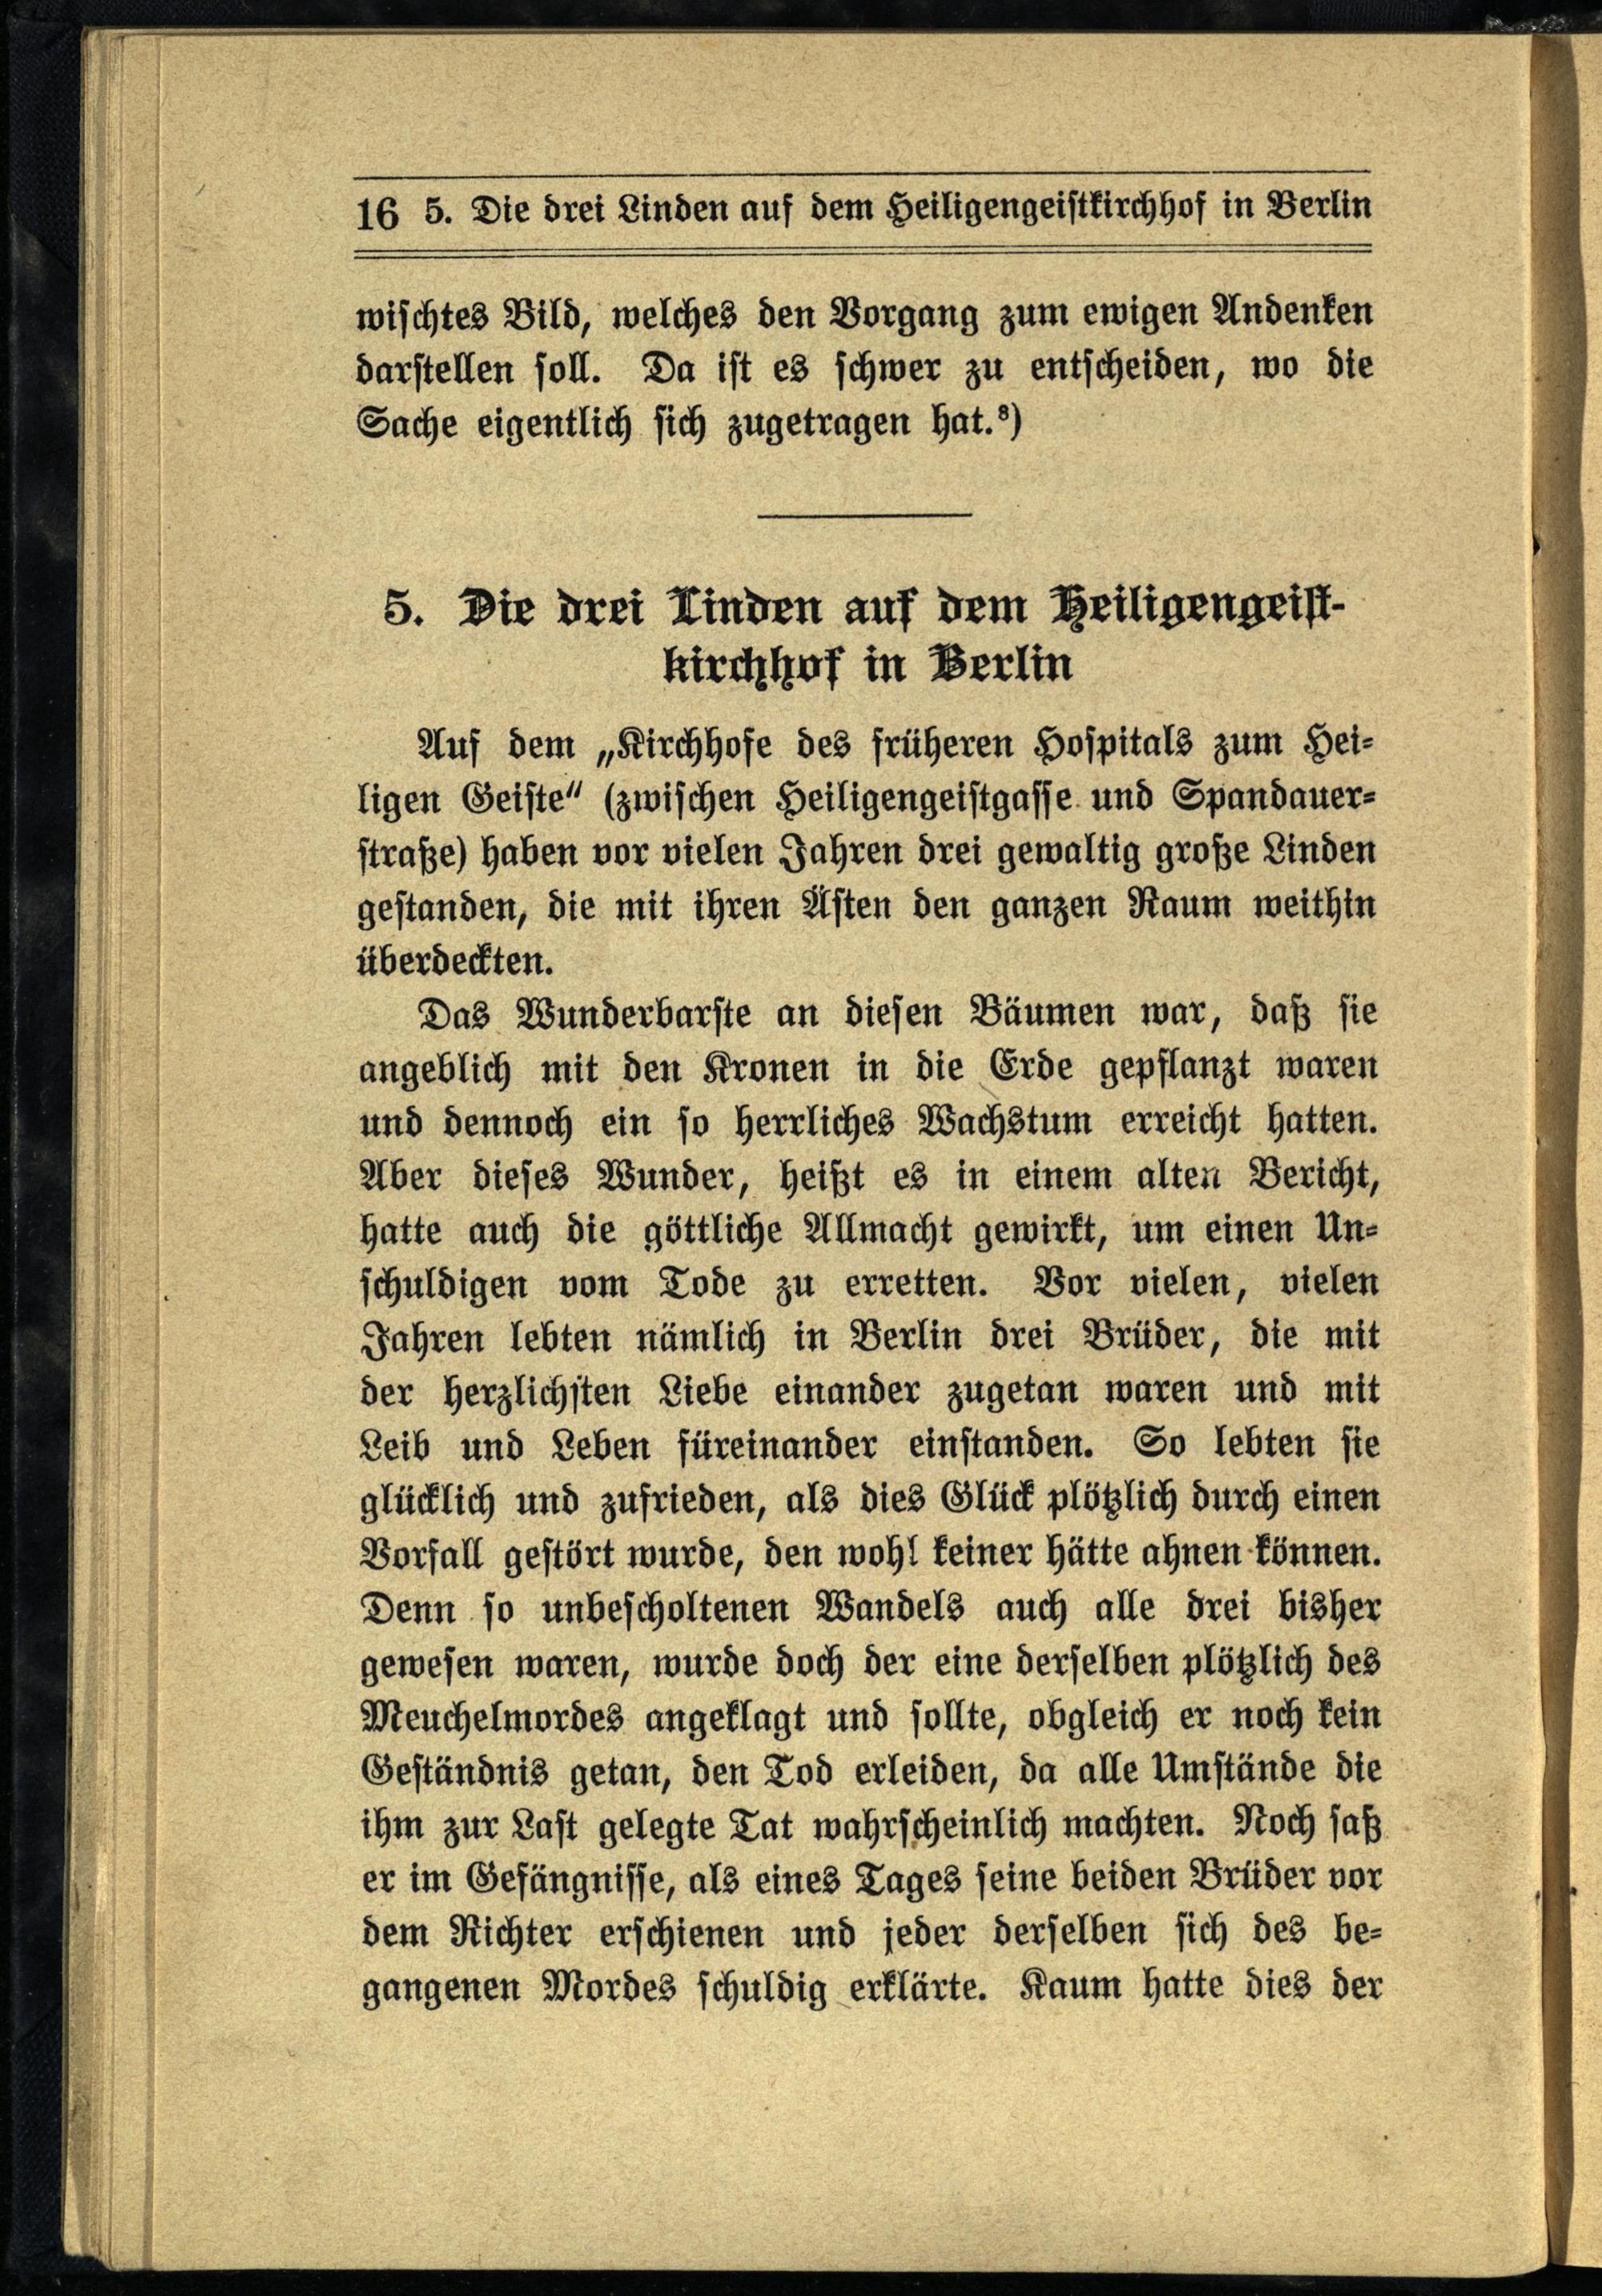 16 5. Die drei Linden auf dem Heiligengeistkirchhof in Berlin
wischtes Bild, welches den Vorgang zum ewigen Andenken
darstellen soll. Da ist es schwer zu entscheiden, wo die
Sache eigentlich sich zugetragen hat.⁸)
5. Die drei Linden auf dem Heiligengeist-
kirchhof in Berlin
Auf dem „Kirchhofe des früheren Hospitals zum Hei-
ligen Geiste“ (zwischen Heiligengeistgasse und Spandauer-
straße) haben vor vielen Jahren drei gewaltig große Linden
gestanden, die mit ihren Ästen den ganzen Raum weithin
überdeckten.
Das Wunderbarste an diesen Bäumen war, daß sie
angeblich mit den Kronen in die Erde gepflanzt waren
und dennoch ein so herrliches Wachstum erreicht hatten.
Aber dieses Wunder, heißt es in einem alten Bericht,
hatte auch die göttliche Allmacht gewirkt, um einen Un-
schuldigen vom Tode zu erretten. Vor vielen, vielen
Jahren lebten nämlich in Berlin drei Brüder, die mit
der herzlichsten Liebe einander zugetan waren und mit
Leib und Leben füreinander einstanden. So lebten sie
glücklich und zufrieden, als dies Glück plötzlich durch einen
Vorfall gestört wurde, den wohl keiner hätte ahnen können.
Denn so unbescholtenen Wandels auch alle drei bisher
gewesen waren, wurde doch der eine derselben plötzlich des
Meuchelmordes angeklagt und sollte, obgleich er noch kein
Geständnis getan, den Tod erleiden, da alle Umstände die
ihm zur Last gelegte Tat wahrscheinlich machten. Noch saß
er im Gefängnisse, als eines Tages seine beiden Brüder vor
dem Richter erschienen und jeder derselben sich des be-
gangenen Mordes schuldig erklärte. Kaum hatte dies der